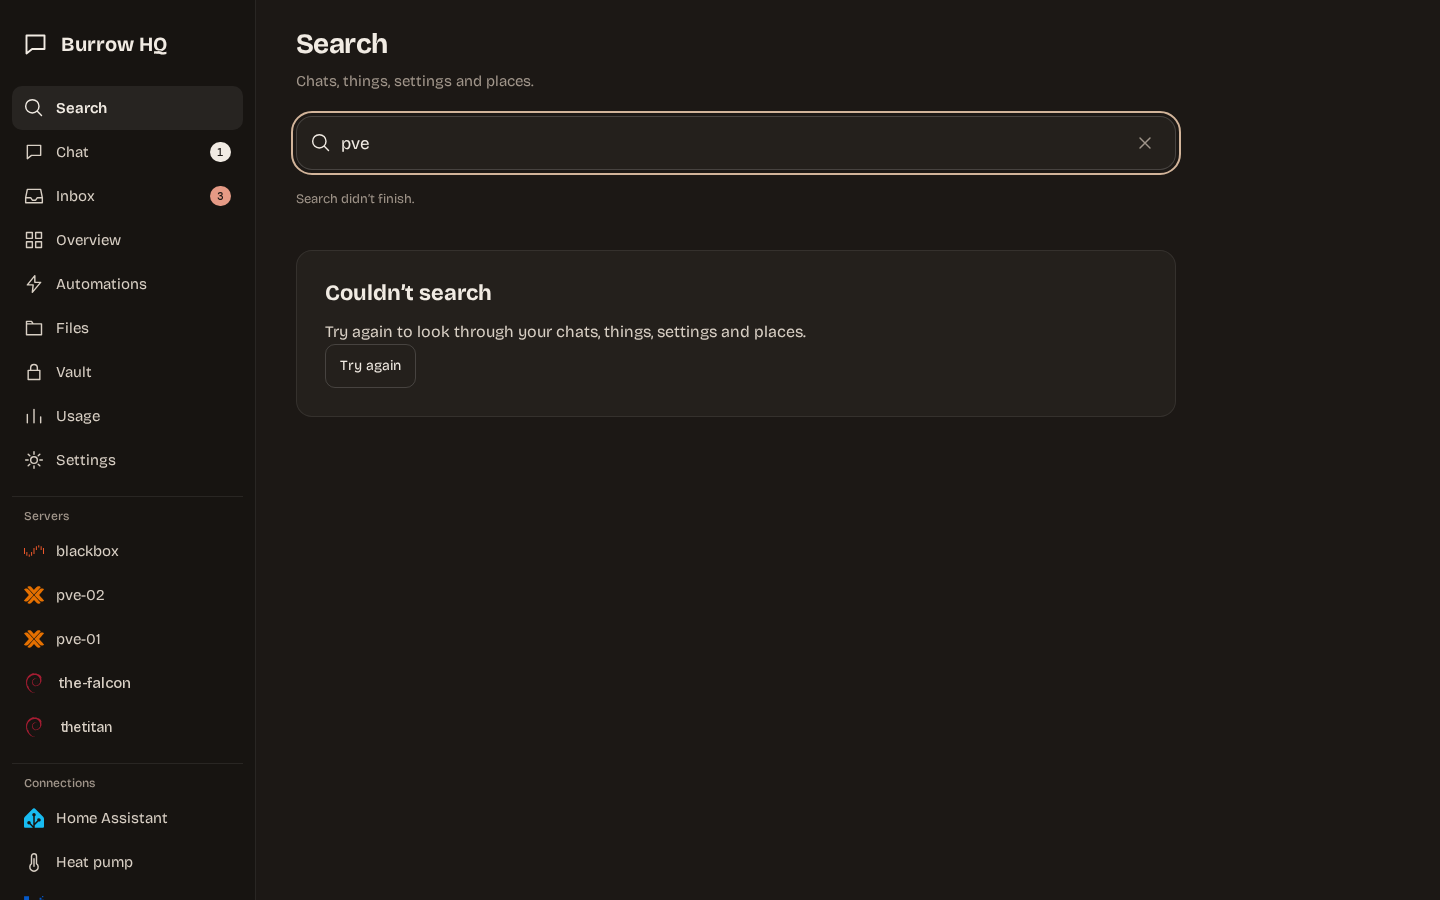 Burrow HQ
Search
Chat 1
Inbox 3
Overview
Automations
Files
Vault
Usage
Settings
Servers
blackbox
pve-02
pve-01
the-falcon
thetitan
Connections
Home Assistant
Heat pump
Search
Chats, things, settings and places.
pve
Search didn't finish.
Couldn't search
Try again to look through your chats, things, settings and places.
Try again